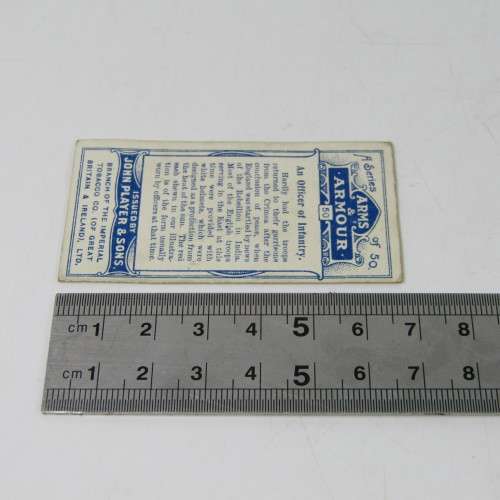 A Series of 50
ARMS
&
ARMOUR
50
An Officer of Infantry.
Hardly had the troops
returned to their garrisons
from the Crimea after the
conclusion of peace, when
England was startled by news
of the Rebellion in India.
Most of the English troops
serving in the East at this
time were provided with
white helmets, which were
designed as a protection from
the heat of the sun. The
mash shown in our illustra-
tion is of the form usually
worn by officers at that time.
ISSUED BY
JOHN PLAYER & SONS
BRANCH OF THE IMPERIAL
TOBACCO CO. (OF GREAT
BRITAIN & IRELAND), LTD.
cm 1 2 3 4 5 6 7 8
cm 1 2 3 4 5 6 7 8